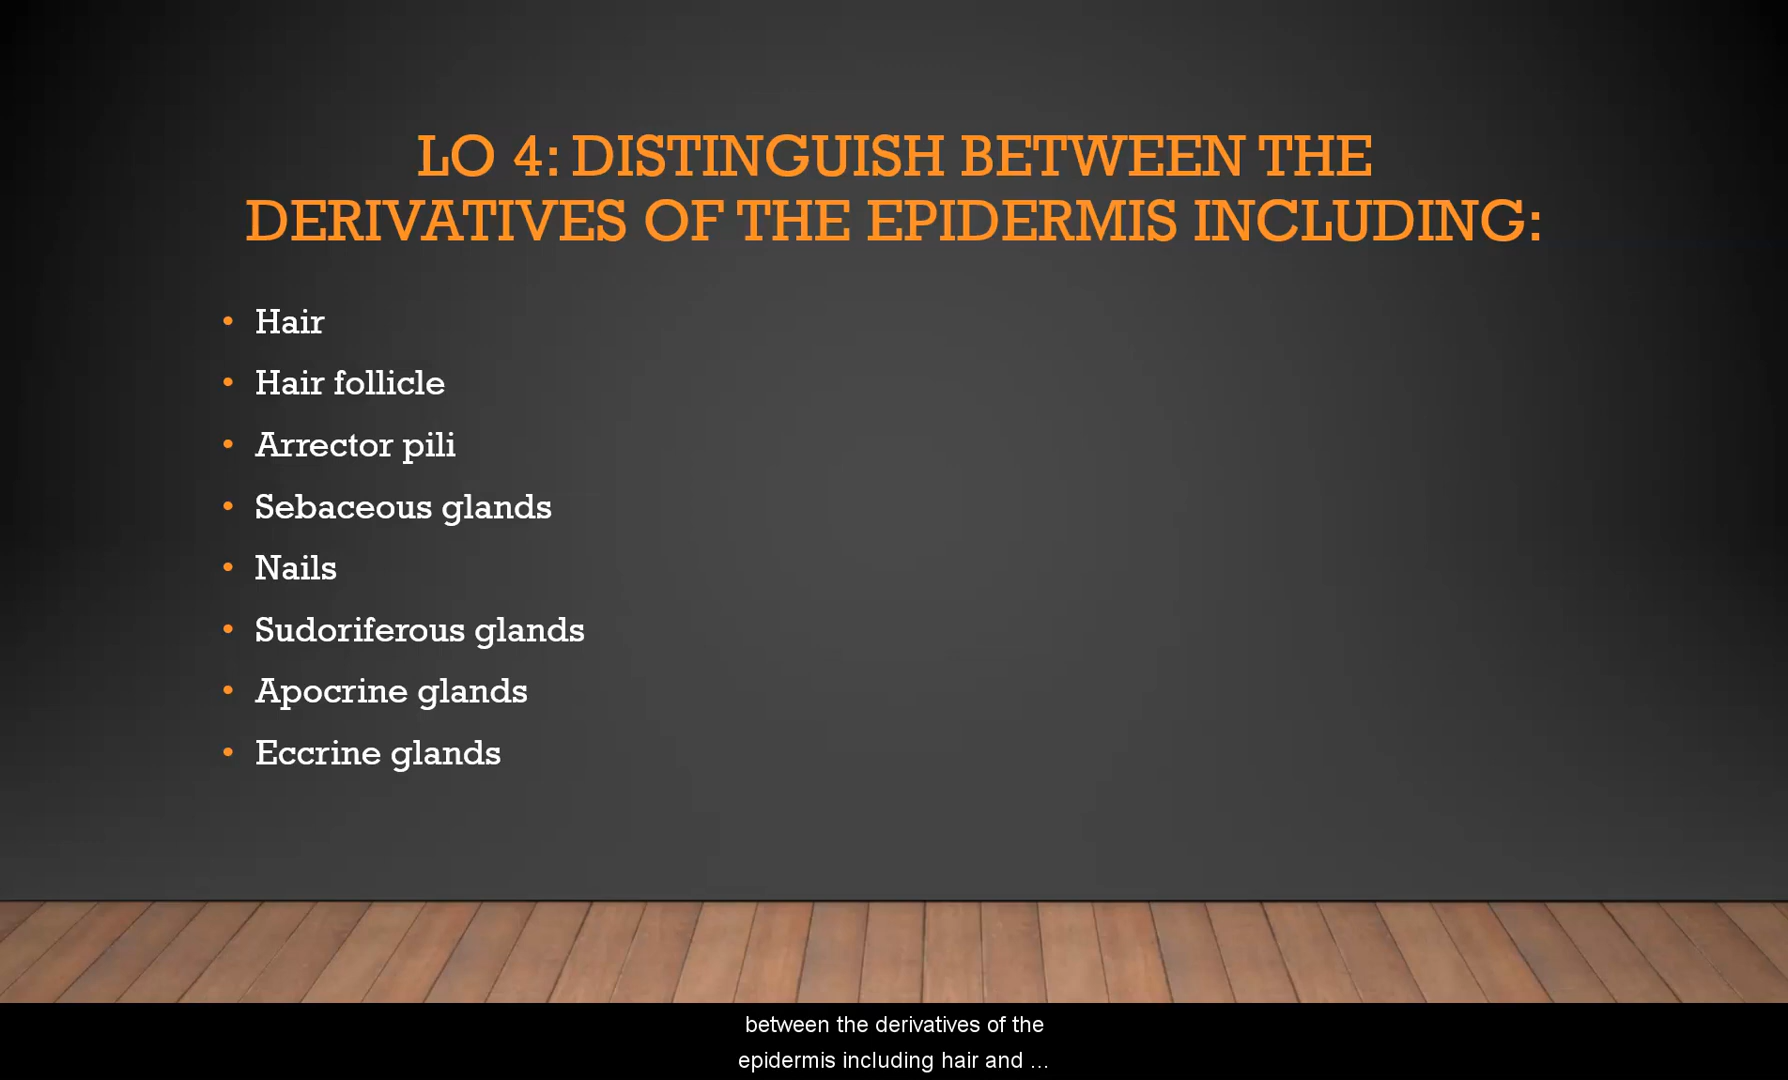 LO 4: DISTINGUISH BETWEEN THE
DERIVATIVES OF THE EPIDERMIS INCLUDING:
• Hair
• Hair follicle
• Arrector pili
• Sebaceous glands
• Nails
• Sudoriferous glands
• Apocrine glands
• Eccrine glands
between the derivatives of the
epidermis including hair and ...